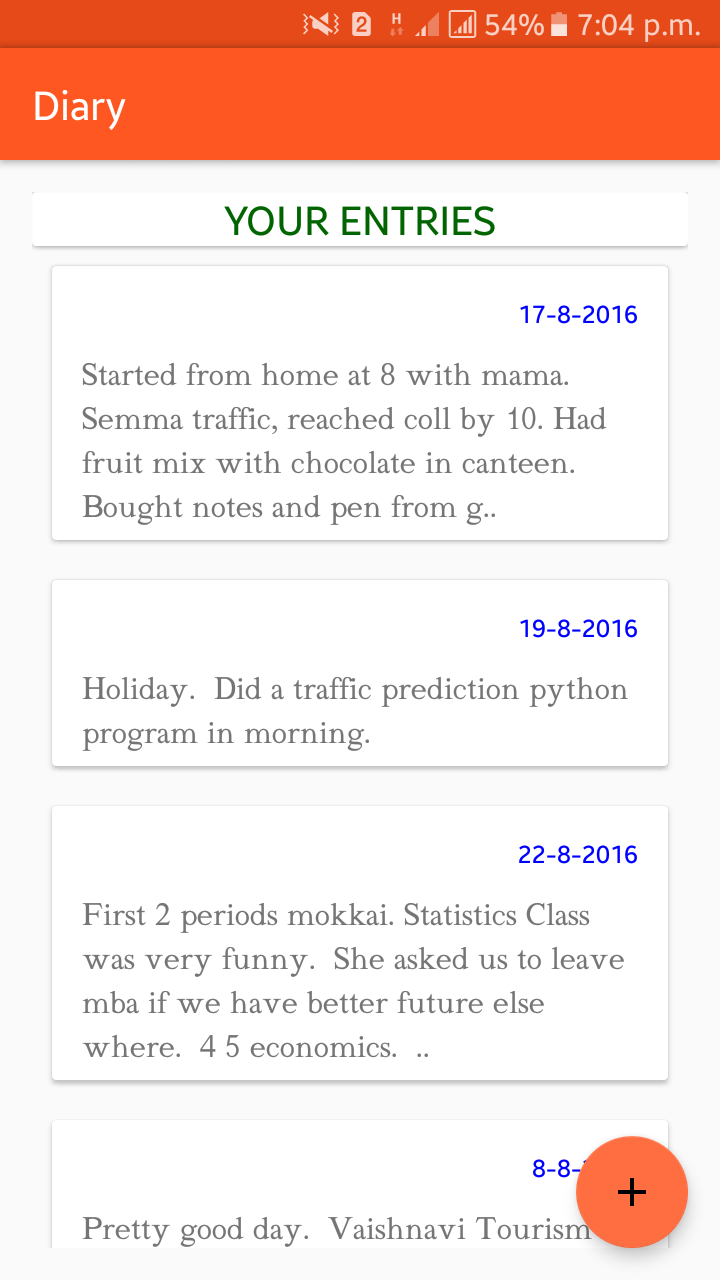 2 H 54% 7:04 p.m.
Diary
YOUR ENTRIES
17-8-2016
Started from home at 8 with mama.
Semma traffic, reached coll by 10. Had
fruit mix with chocolate in canteen.
Bought notes and pen from g..
19-8-2016
Holiday.  Did a traffic prediction python
program in morning.
22-8-2016
First 2 periods mokkai. Statistics Class
was very funny.  She asked us to leave
mba if we have better future else
where.  4 5 economics.  ..
8-8-
Pretty good day.  Vaishnavi Tourism